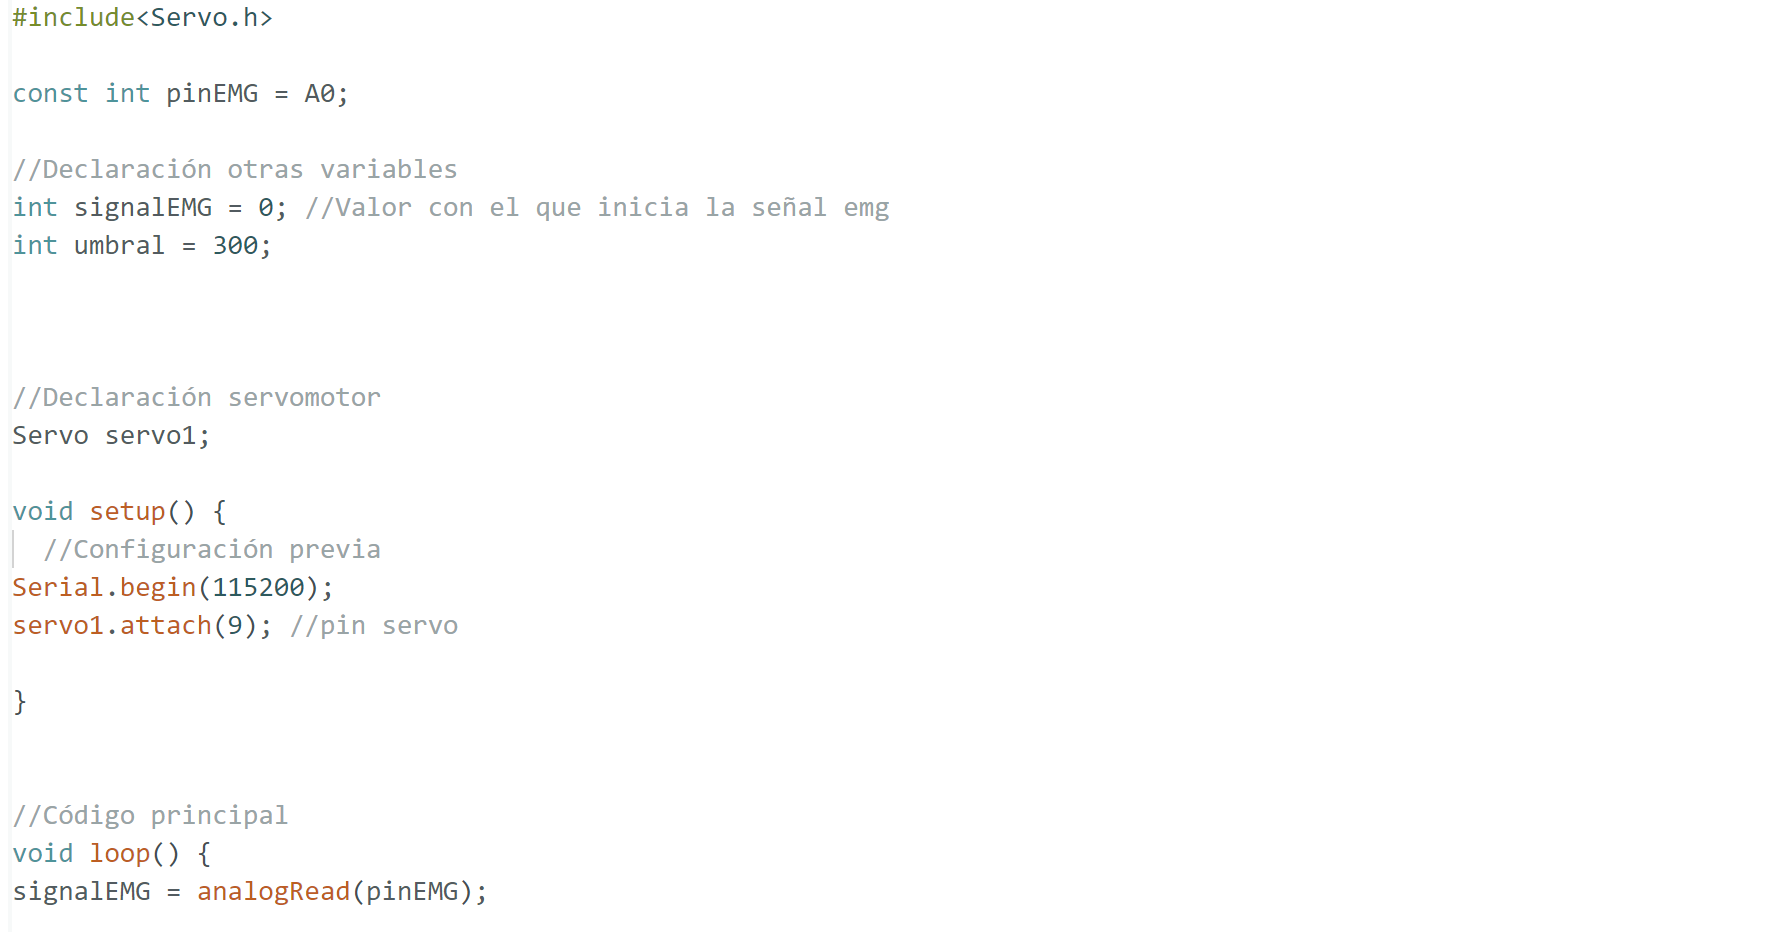 #include<Servo.h>
const int pinEMG = A0;
//Declaración otras variables
int signalEMG = 0; //Valor con el que inicia la señal emg
int umbral = 300;
//Declaración servomotor
Servo servo1;
void setup() {
//Configuración previa
Serial.begin(115200);
servo1.attach(9); //pin servo
}
//Código principal
void loop() {
signalEMG = analogRead(pinEMG);